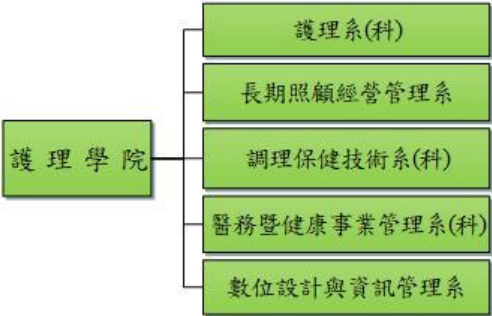 護理學院
護理系(科)
長期照顧經營管理系
調理保健技術系(科)
醫務暨健康事業管理系(科)
數位設計與資訊管理系